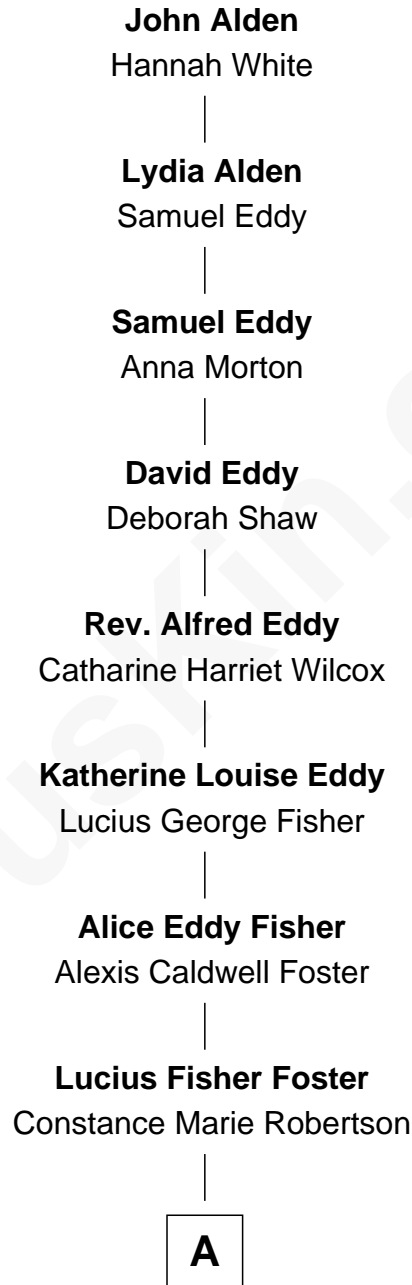 John Alden
Hannah White
Lydia Alden
Samuel Eddy
Samuel Eddy
Anna Morton
David Eddy
Deborah Shaw
Rev. Alfred Eddy
Catharine Harriet Wilcox
Katherine Louise Eddy
Lucius George Fisher
Alice Eddy Fisher
Alexis Caldwell Foster
Lucius Fisher Foster
Constance Marie Robertson
A